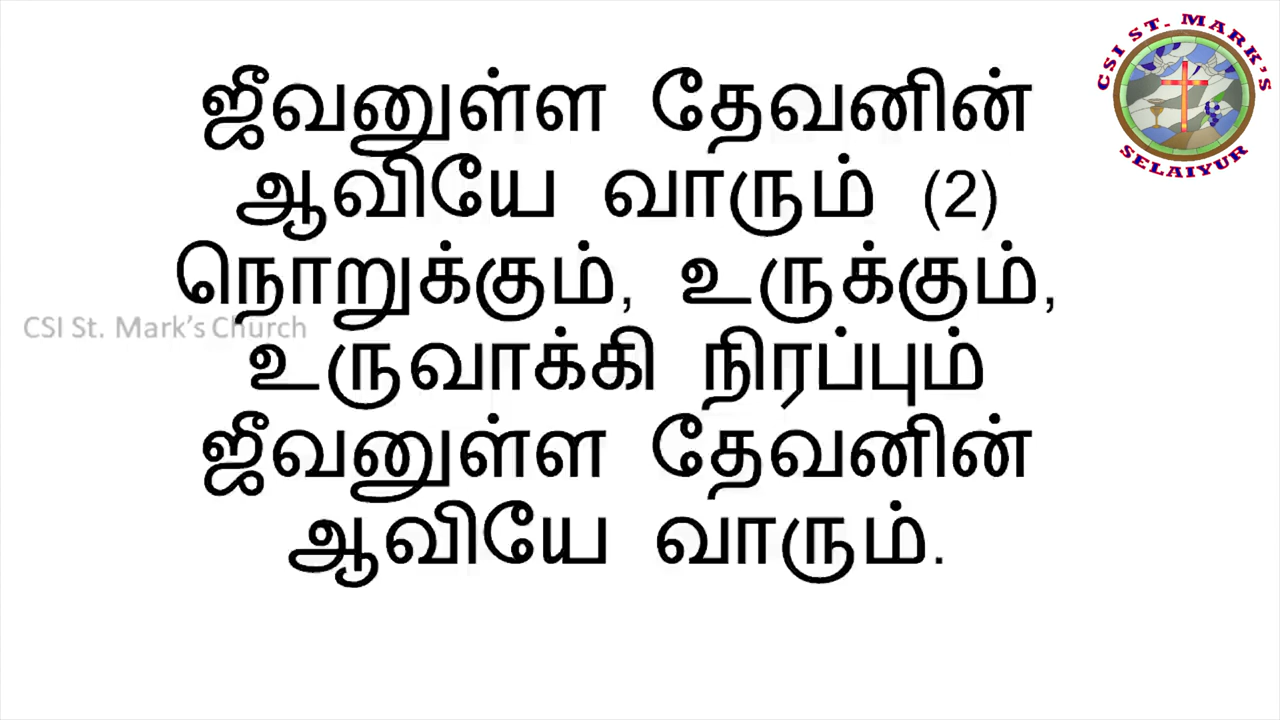 ஜீவனுள்ள தேவனின்
ஆவியே வாரும் (2)
நொறுக்கும், உருக்கும்,
உருவாக்கி நிரப்பும்
ஜீவனுள்ள தேவனின்
ஆவியே வாரும்.
CSI St. Mark's Church
CSI ST. MARK'S
SELAIYUR